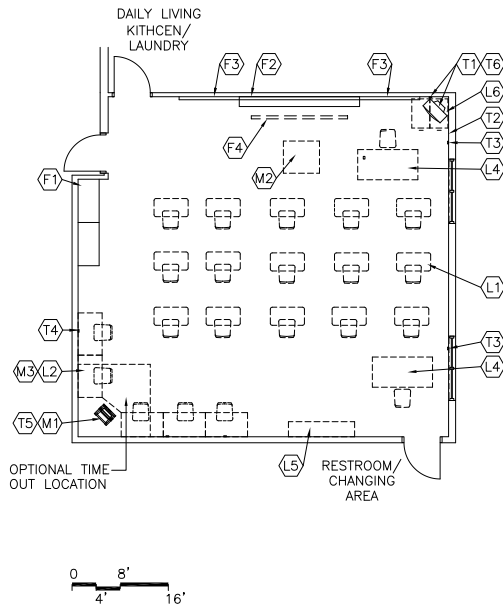 DAILY LIVING
KITHCEN/
LAUNDRY
F3
F2
F3
T1
T6
L6
T2
T3
F4
L4
M2
F1
L1
T4
T3
M3
L2
L4
T5
M1
OPTIONAL TIME
OUT LOCATION
L5
RESTROOM/
CHANGING
AREA
0
8'
4'
16'